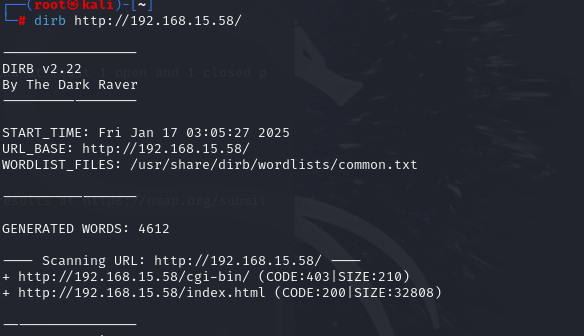 ┌──(root㉿kali)-[~]
└─# dirb http://192.168.15.58/
-----------------
DIRB v2.22
By The Dark Raver
-----------------
START_TIME: Fri Jan 17 03:05:27 2025
URL_BASE: http://192.168.15.58/
WORDLIST_FILES: /usr/share/dirb/wordlists/common.txt
-----------------
GENERATED WORDS: 4612
---- Scanning URL: http://192.168.15.58/ ----
+ http://192.168.15.58/cgi-bin/ (CODE:403|SIZE:210)
+ http://192.168.15.58/index.html (CODE:200|SIZE:32808)
-----------------